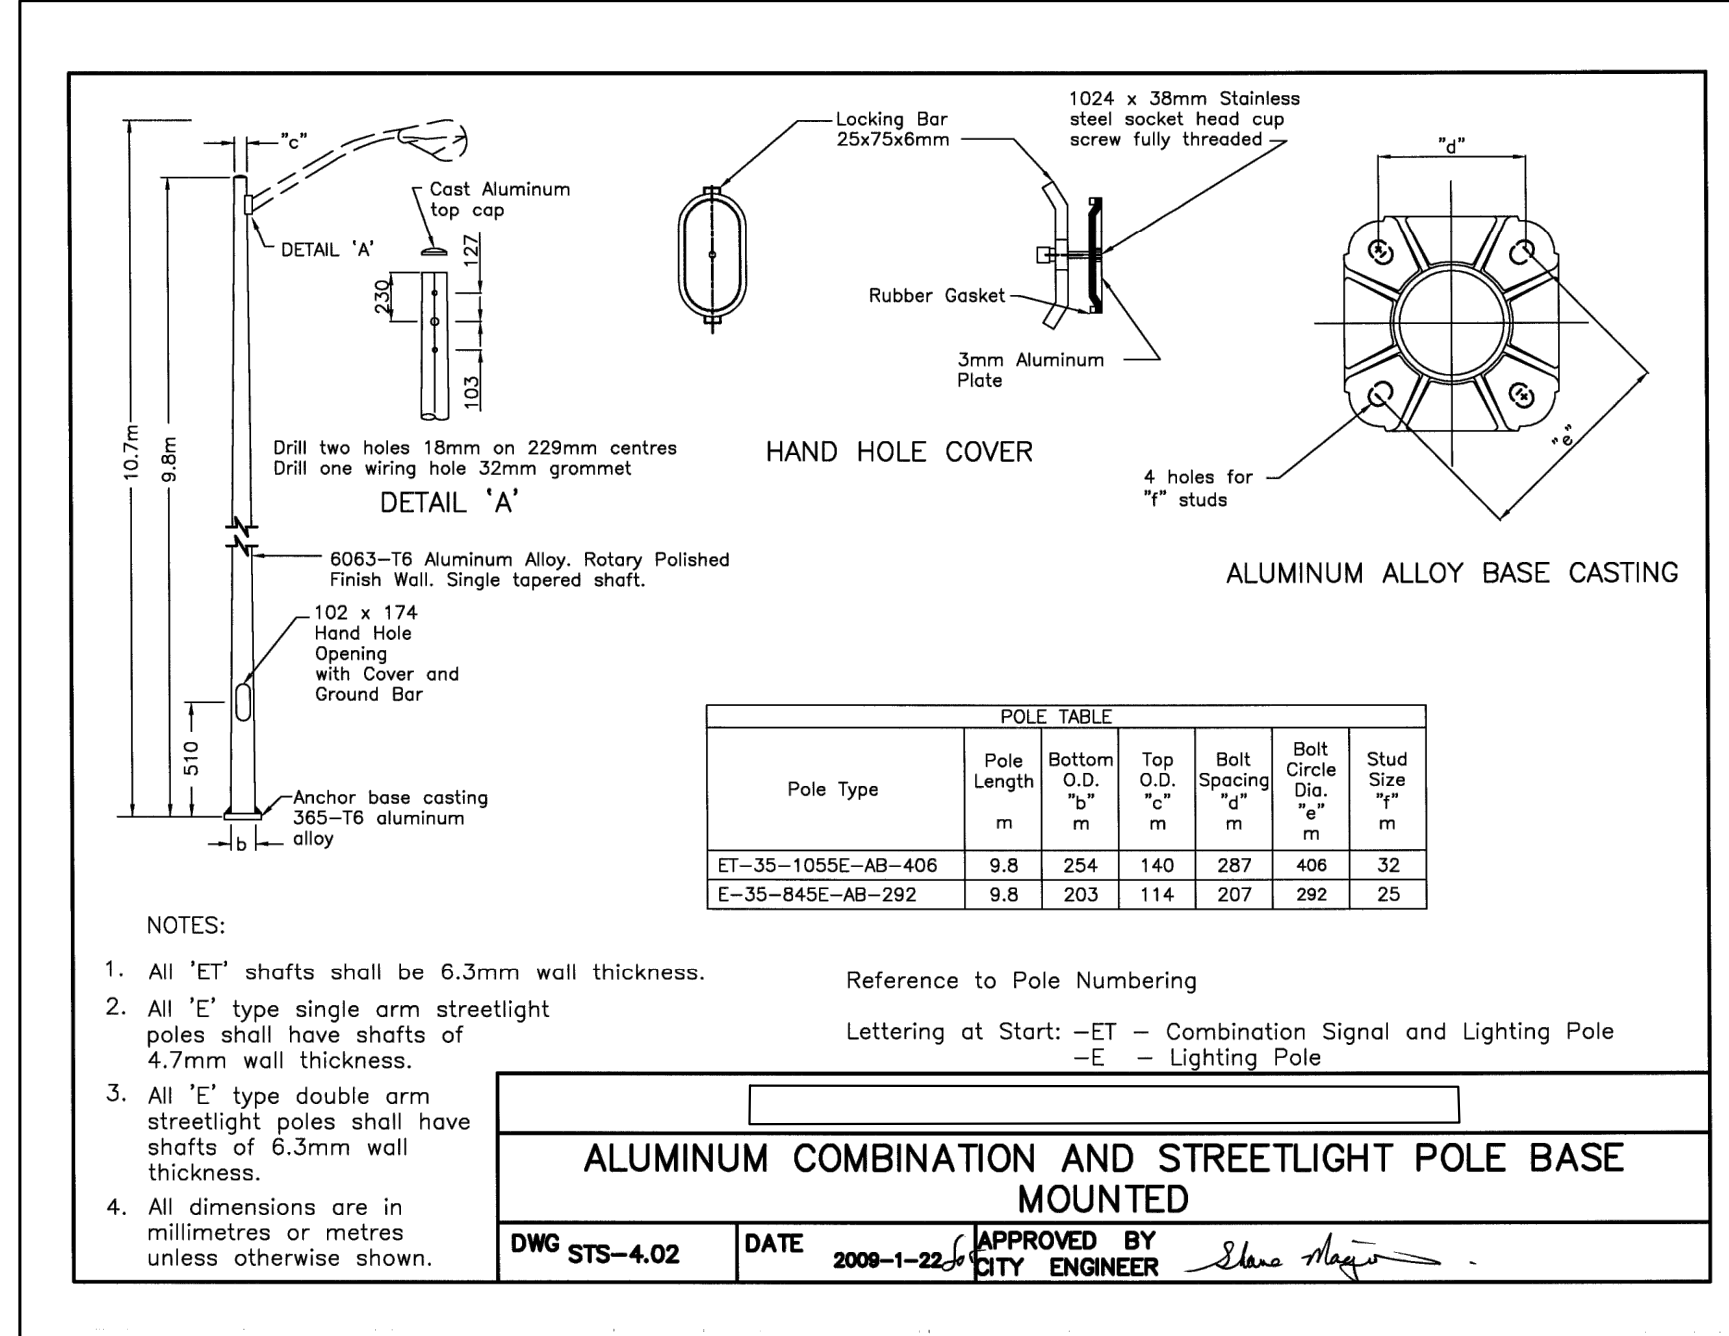 "c"
10.7m
9.8m
DETAIL 'A'
Cast Aluminum
top cap
127
230
103
Drill two holes 18mm on 229mm centres
Drill one wiring hole 32mm grommet
DETAIL 'A'
6063-T6 Aluminum Alloy. Rotary Polished
Finish Wall. Single tapered shaft.
102 x 174
Hand Hole
Opening
with Cover and
Ground Bar
510
Anchor base casting
365-T6 aluminum
alloy
b
Locking Bar
25x75x6mm
1024 x 38mm Stainless
steel socket head cup
screw fully threaded
Rubber Gasket
3mm Aluminum
Plate
HAND HOLE COVER
"d"
"e"
4 holes for
"f" studs
ALUMINUM ALLOY BASE CASTING
POLE TABLE
Pole Type
Pole
Length
m
Bottom
O.D.
"b"
m
Top
O.D.
"c"
m
Bolt
Spacing
"d"
m
Bolt
Circle
Dia.
"e"
m
Stud
Size
"f"
m
ET-35-1055E-AB-406 9.8 254 140 287 406 32
E-35-845E-AB-292 9.8 203 114 207 292 25
NOTES:
1. All 'ET' shafts shall be 6.3mm wall thickness.
2. All 'E' type single arm streetlight
poles shall have shafts of
4.7mm wall thickness.
3. All 'E' type double arm
streetlight poles shall have
shafts of 6.3mm wall
thickness.
4. All dimensions are in
millimetres or metres
unless otherwise shown.
Reference to Pole Numbering
Lettering at Start: -ET - Combination Signal and Lighting Pole
-E - Lighting Pole
ALUMINUM COMBINATION AND STREETLIGHT POLE BASE
MOUNTED
DWG STS-4.02
DATE 2009-1-22
APPROVED BY
CITY ENGINEER